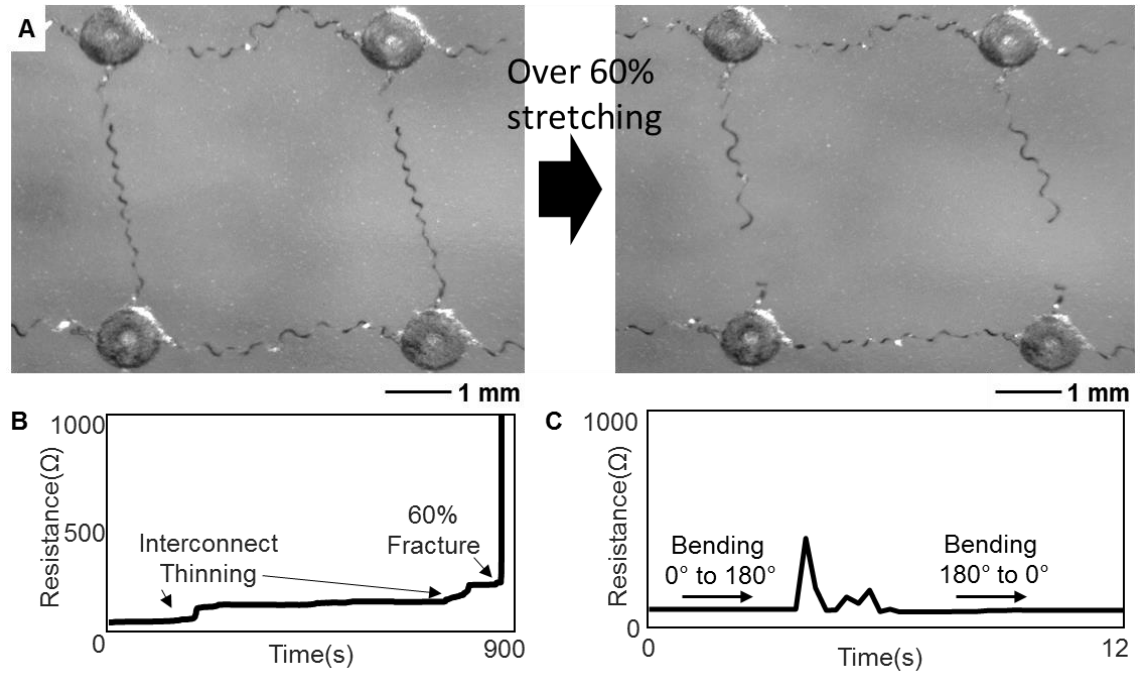 A
Over 60%
stretching
1 mm
1 mm
B
1000
500
0
Resistance(Ω)
Interconnect
Thinning
60%
Fracture
0
Time(s)
900
C
1000
0
Resistance(Ω)
Bending
0° to 180°
Bending
180° to 0°
0
Time(s)
12